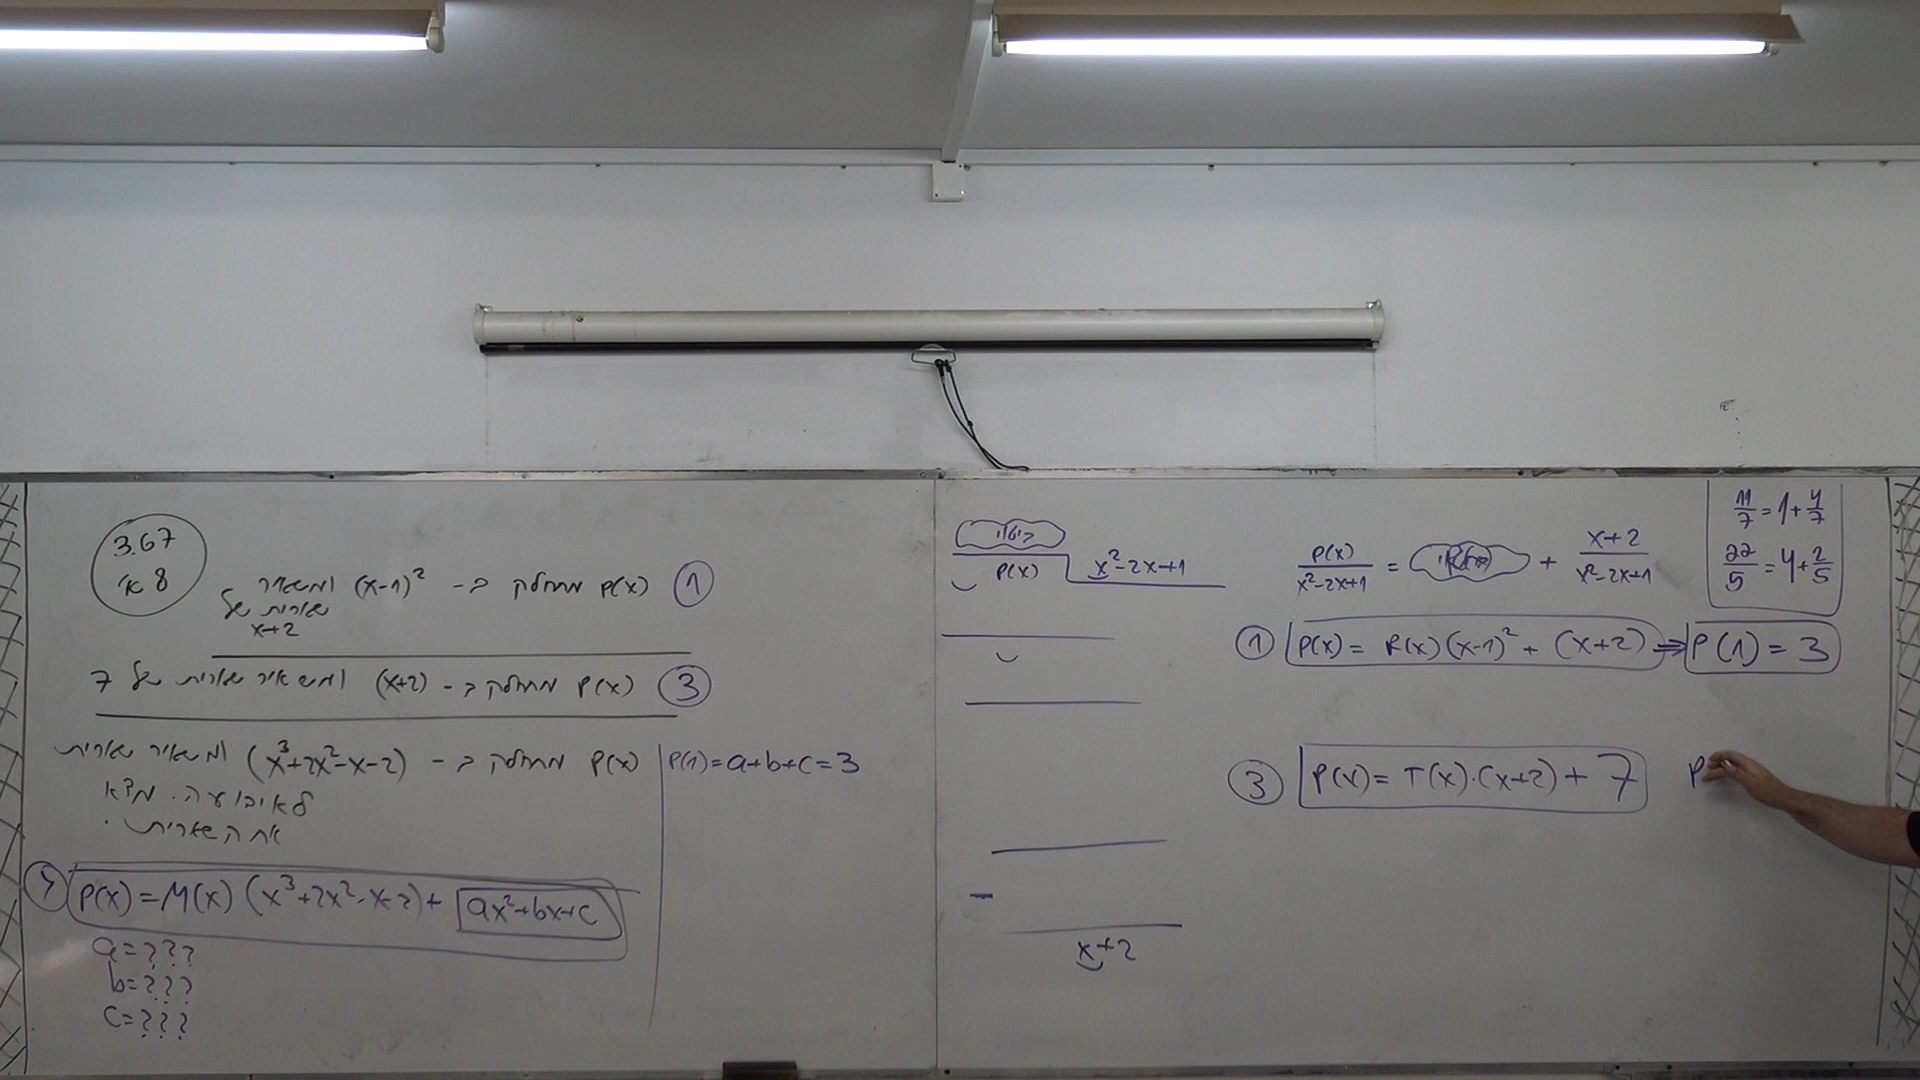 3.67
8 א'
① P(x) מתחלק ב- (x-1)² ומשאיר
שארית של
x+2
③ P(x) מתחלק ב- (x+2) ומשאיר שארית של 7
P(x) מתחלק ב- (x³+2x²-x-2) ומשאיר שארית
לא ידועה. מצא
את השארית.
P(x) = M(x) (x³+2x²-x-2) + ax²+bx+c
a=???
b=???
c=???
P(1)=a+b+c=3
P(x) x²-2x+1
x+2
P(x)/x²-2x+1 = + x+2/x²-2x+1
11/7 = 1+4/7
22/5 = 4+2/5
① P(x) = R(x)(x-1)² + (x+2) ⇒ P(1) = 3
③ P(x) = T(x)·(x+2) + 7 P